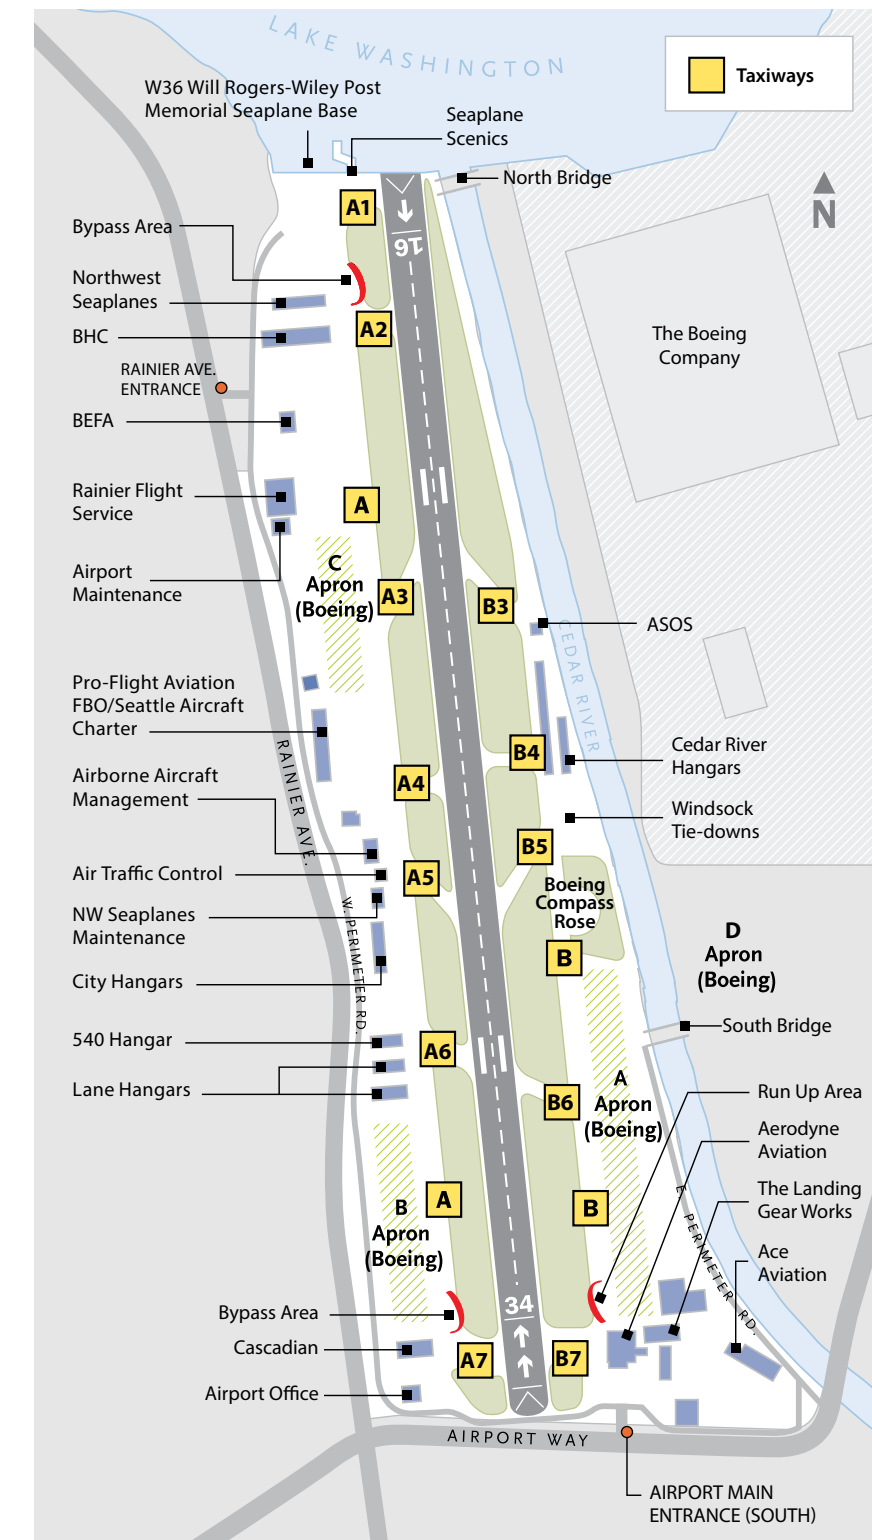 LAKE WASHINGTON
Taxiways
W36 Will Rogers-Wiley Post
Memorial Seaplane Base
Seaplane
Scenics
North Bridge
N
A1
16
Bypass Area
Northwest
Seaplanes
A2
BHC
The Boeing
Company
RAINIER AVE.
ENTRANCE
BEFA
Rainier Flight
Service
A
C
Apron
(Boeing)
Airport
Maintenance
A3
B3
ASOS
CEDAR RIVER
Pro-Flight Aviation
FBO/Seattle Aircraft
Charter
RAINIER AVE.
B4
Cedar River
Hangars
A4
Airborne Aircraft
Management
Windsock
Tie-downs
B5
Air Traffic Control
A5
Boeing
Compass
Rose
NW Seaplanes
Maintenance
W. PERIMETER RD.
B
D
Apron
(Boeing)
City Hangars
South Bridge
540 Hangar
A6
Lane Hangars
A
Apron
(Boeing)
B6
Run Up Area
Aerodyne
Aviation
The Landing
Gear Works
A
B
B
Apron
(Boeing)
E. PERIMETER RD.
Ace
Aviation
Bypass Area
34
Cascadian
A7
B7
Airport Office
AIRPORT WAY
AIRPORT MAIN
ENTRANCE (SOUTH)